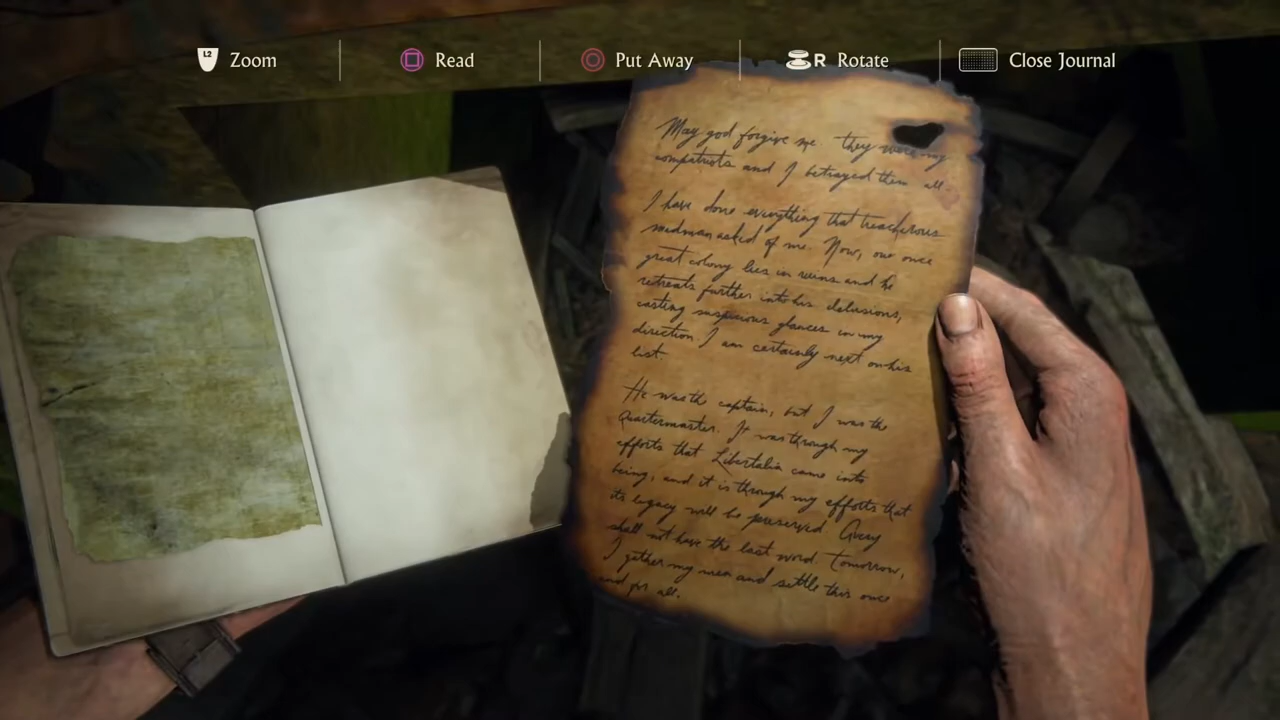 L2 Zoom
Read
Put Away
R Rotate
Close Journal
May god forgive me. they were my
compatriots and I betrayed them all.
I have done everything that treacherous
madman asked of me. Now, our once
great colony lies in ruins and he
retreats further into his delusions,
casting suspicious glances in my
direction. I am certainly next on his
list.
He was the captain, but I was the
Quartermaster. It was through my
efforts that Libertalia came into
being, and it is through my efforts that
its legacy will be preserved. Avery
shall not have the last word. Tomorrow,
I gather my men and settle this once
and for all.